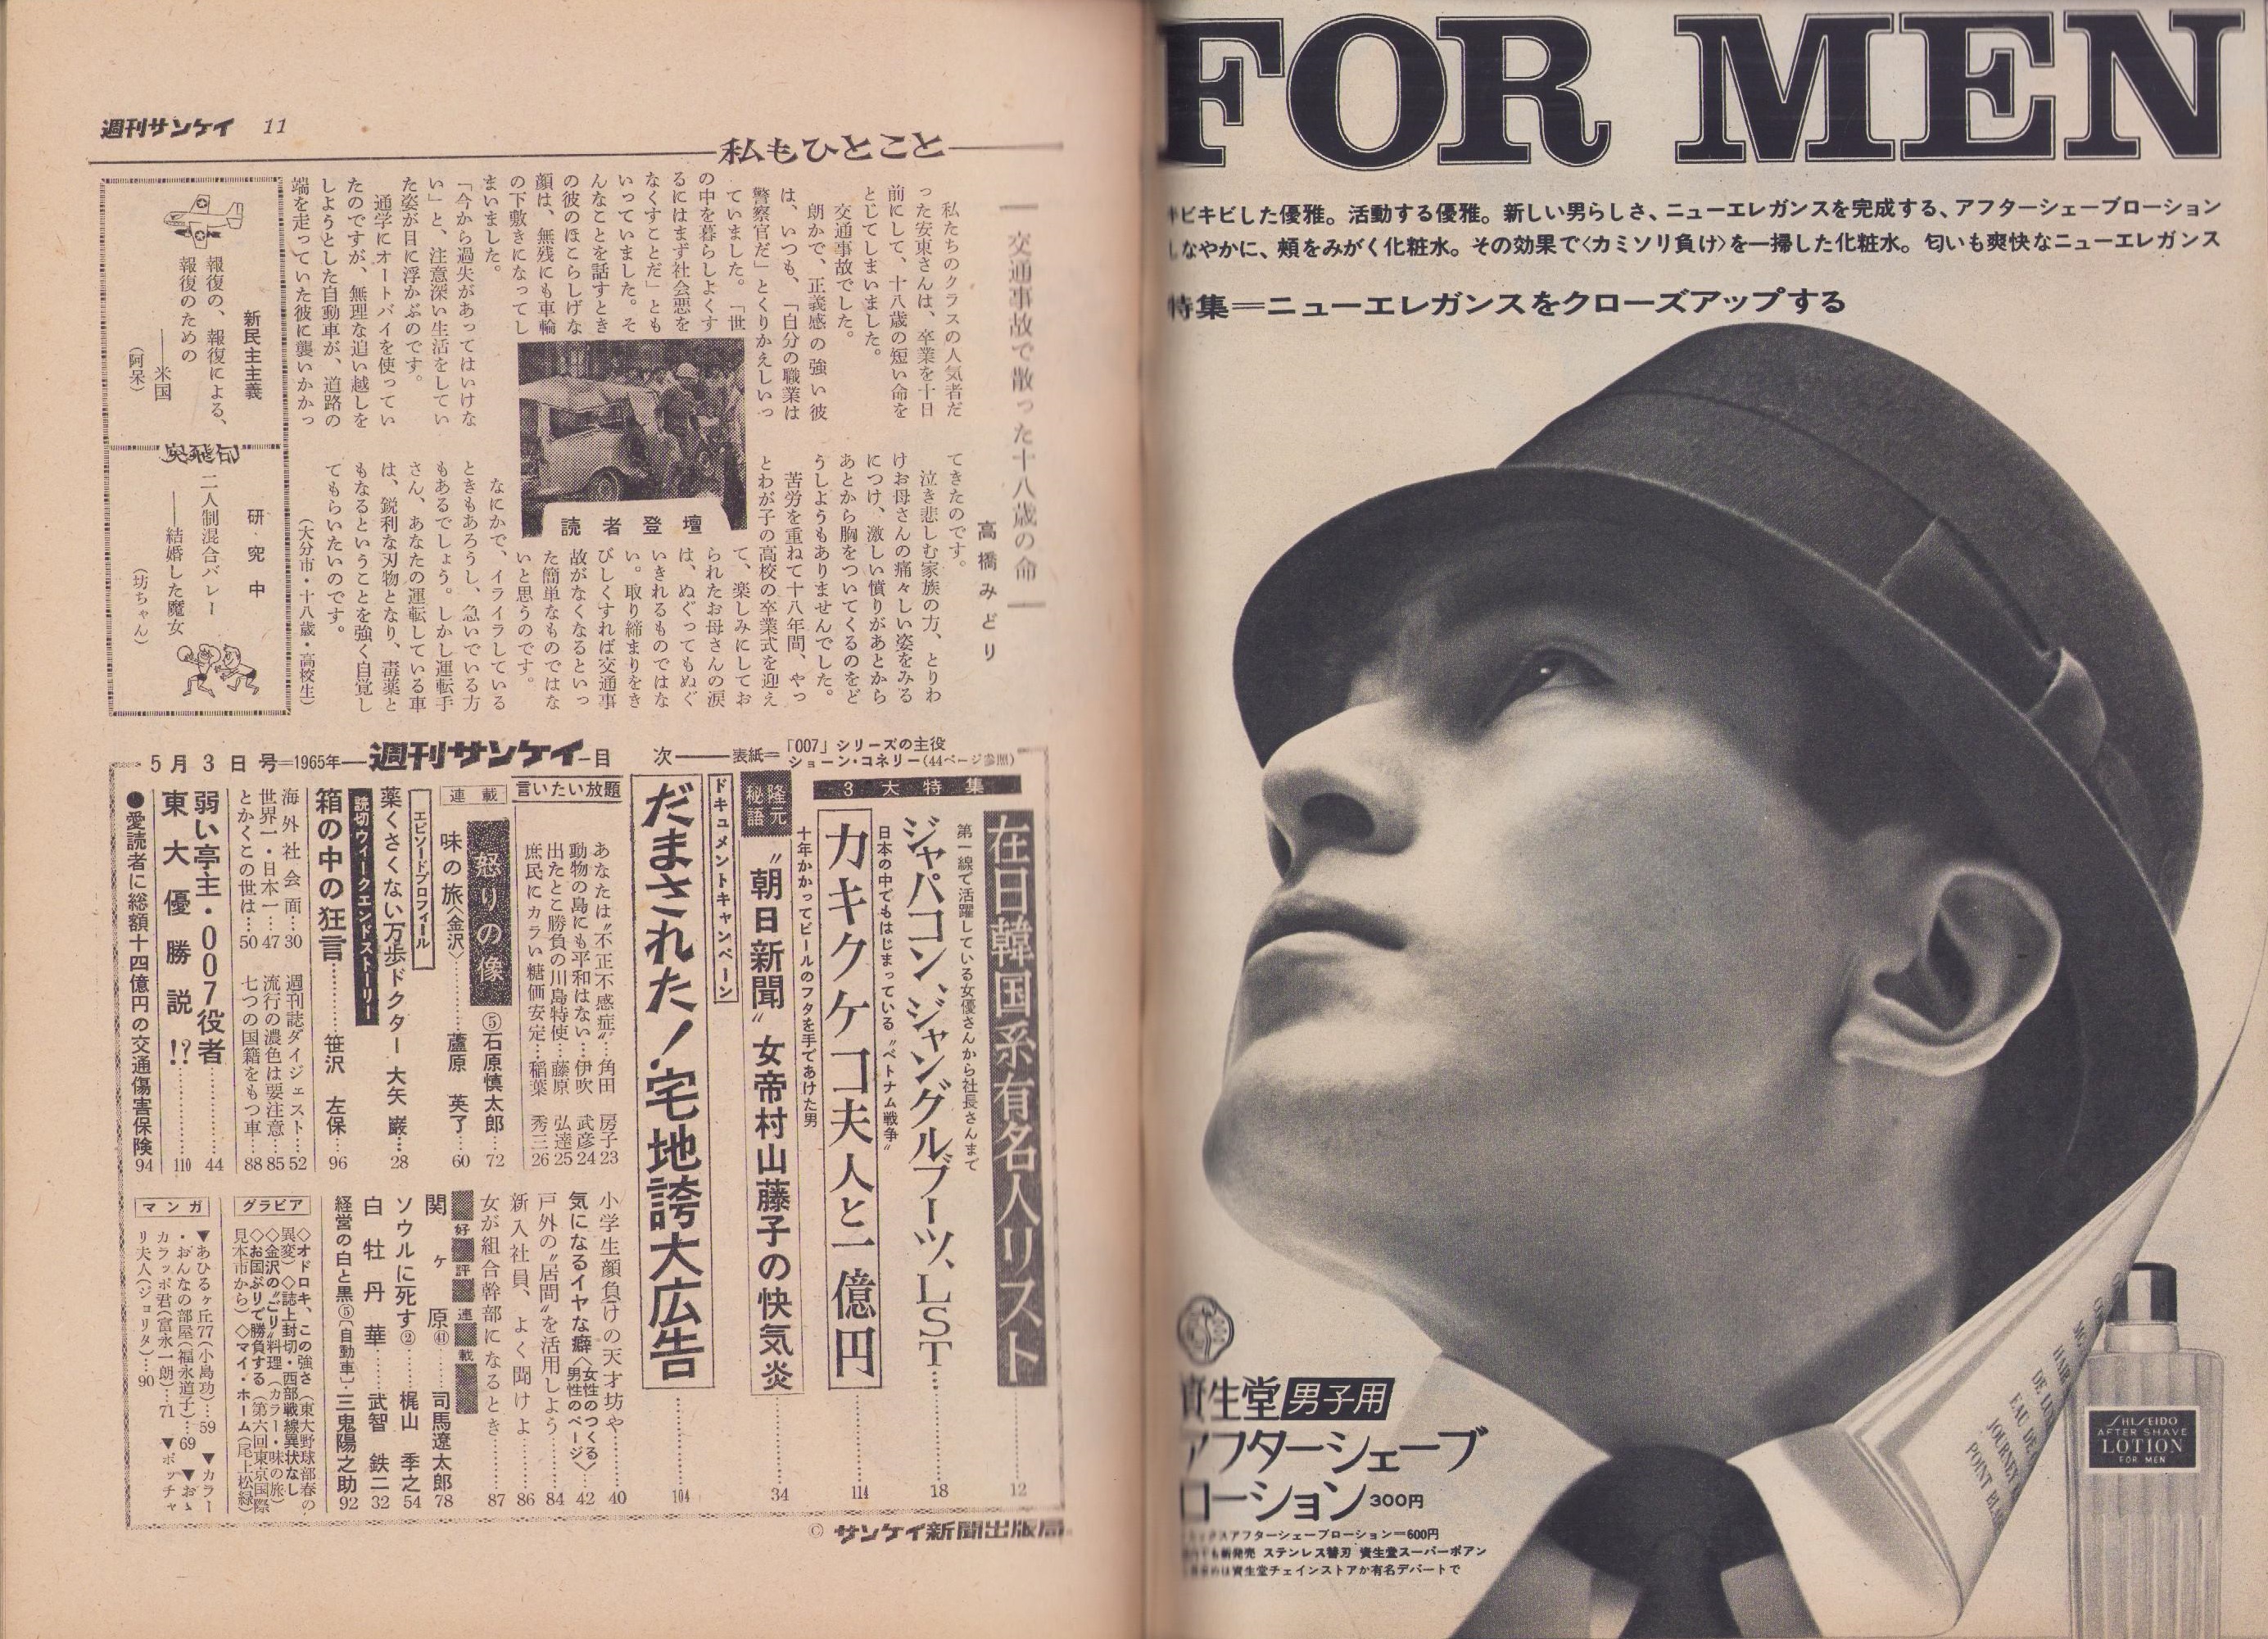 FOR MEN
キビキビした優雅。活動する優雅。新しい男らしさ、ニューエレガンスを完成する、アフターシェーブローション
しなやかに、頰をみがく化粧水。その効果で〈カミソリ負け〉を一掃した化粧水。匂いも爽快なニューエレガンス
特集=ニューエレガンスをクローズアップする
資生堂 男子用
アフターシェーブ
ローション 300円
アフターシェーブローション=600円
新発売 ステンレス替刃 資生堂スーパーポアン
資生堂チェインストアか有名デパートで
SHISEIDO
AFTER SHAVE
LOTION
FOR MEN
週刊サンケイ 11
私もひとこと
交通事故で散った十八歳の命
高橋みどり
私たちのクラスの人気者だ
った安東さんは、卒業を十日
前にして、十八歳の短い命を
とじてしまいました。
交通事故でした。
朗かで、正義感の強い彼
は、いつも、「自分の職業は
警察官だ」とくりかえしいっ
ていました。「世
の中を暮らしよくす
るにはまず社会悪を
なくすことだ」とも
いっていました。そ
んなことを話すとき
の彼のほこらしげな
顔は、無残にも車輪
の下敷きになってし
まいました。
「今から過失があってはいけな
い」と、注意深い生活をしてい
た姿が目に浮かぶのです。
通学にオートバイを使ってい
たのですが、無理な追い越しを
しようとした自動車が、道路の
端を走っていた彼に襲いかかっ
てきたのです。
泣き悲しむ家族の方、とりわ
けお母さんの痛々しい姿をみる
につけ、激しい憤りがあとから
あとから胸をついてくるのをど
うしようもありませんでした。
苦労を重ねて十八年間、やっ
とわが子の高校の卒業式を迎え
て、楽しみにしてお
られたお母さんの涙
は、ぬぐってもぬぐ
いきれるものではな
い。取り締まりをき
びしくすれば交通事
故がなくなるといっ
た簡単なものではな
いと思うのです。
なにかで、イライラしている
ときもあろうし、急いでいる方
もあるでしょう。しかし運転手
さん、あなたの運転している車
は、鋭利な刃物となり、毒薬と
もなるということを強く自覚し
てもらいたいのです。
(大分市・十八歳・高校生)
読者登壇
新民主主義
報復の、報復による、
報復のための
——米国
(阿呆)
研究中
二人制混合バレー
——結婚した魔女
(坊ちゃん)
5月3日号=1965年—週刊サンケイ—目次——表紙=「007」シリーズの主役
ショーン・コネリー(44ページ参照)
3大特集
在日韓国系有名人リスト……12
第一線で活躍している女優さんから社長さんまで
ジャパコン、ジャングルブーツ、LST……18
日本の中でもはじまっている〝ベトナム戦争〟
カキクケコ夫人と一億円……114
十年かかってビールのフタを手であけた男
隆元秘語
〝朝日新聞〟女帝村山藤子の快気炎……34
ドキュメントキャンペーン
だまされた!宅地誇大広告……104
言いたい放題
あなたは〝不正不感症〟…角田 房子 23
動物の島にも平和はない…伊吹 武彦 24
出たとこ勝負の川島特使…藤原 弘達 25
庶民にカラい糖価安定…稲葉 秀三 26
小学生顔負けの天才坊や……40
気になるイヤな癖〈女性のつくる男性のページ〉…42
戸外の〝居間〟を活用しよう……84
新入社員、よく聞けよ……86
女が組合幹部になるとき……87
連載
怒りの像⑤石原慎太郎…72
味の旅〈金沢〉……蘆原 英了…60
エピソードプロフィール
薬くさくない万歩ドクター 大矢 巌…28
読切ウイークエンドストーリー
箱の中の狂言……笹沢 左保…96
好評連載
関ヶ原㊶……司馬遼太郎 78
ソウルに死す②……梶山 季之 54
白牡丹華……武智 鉄二 32
経営の白と黒⑤〔自動車〕・三鬼陽之助 92
海外社会面…30
世界一・日本一…47
とかくこの世は…50
週刊誌ダイジェスト…52
流行の濃色は要注意…85
七つの国籍をもつ車…88
弱い亭主・007役者……44
東大優勝説!?……110
●愛読者に総額十四億円の交通傷害保険 94
グラビア
◇オドロキ、この強さ(東大野球部春の
異変)◇誌上封切・西部戦線異状なし
◇金沢の〝ごり〟料理(カラー・味の旅)
◇お国ぶりで勝負する(第六回東京国際
見本市から)◇マイ・ホーム(尾上松緑)
マンガ
▼あひるヶ丘77(小島功)…59 ▼カラー
・おんなの部屋(福永道子)…69 ▼おゝ
カラッポ君(富永一朗)…71 ▼ポッチャ
リ夫人(ジョリタ)…90
© サンケイ新聞出版局